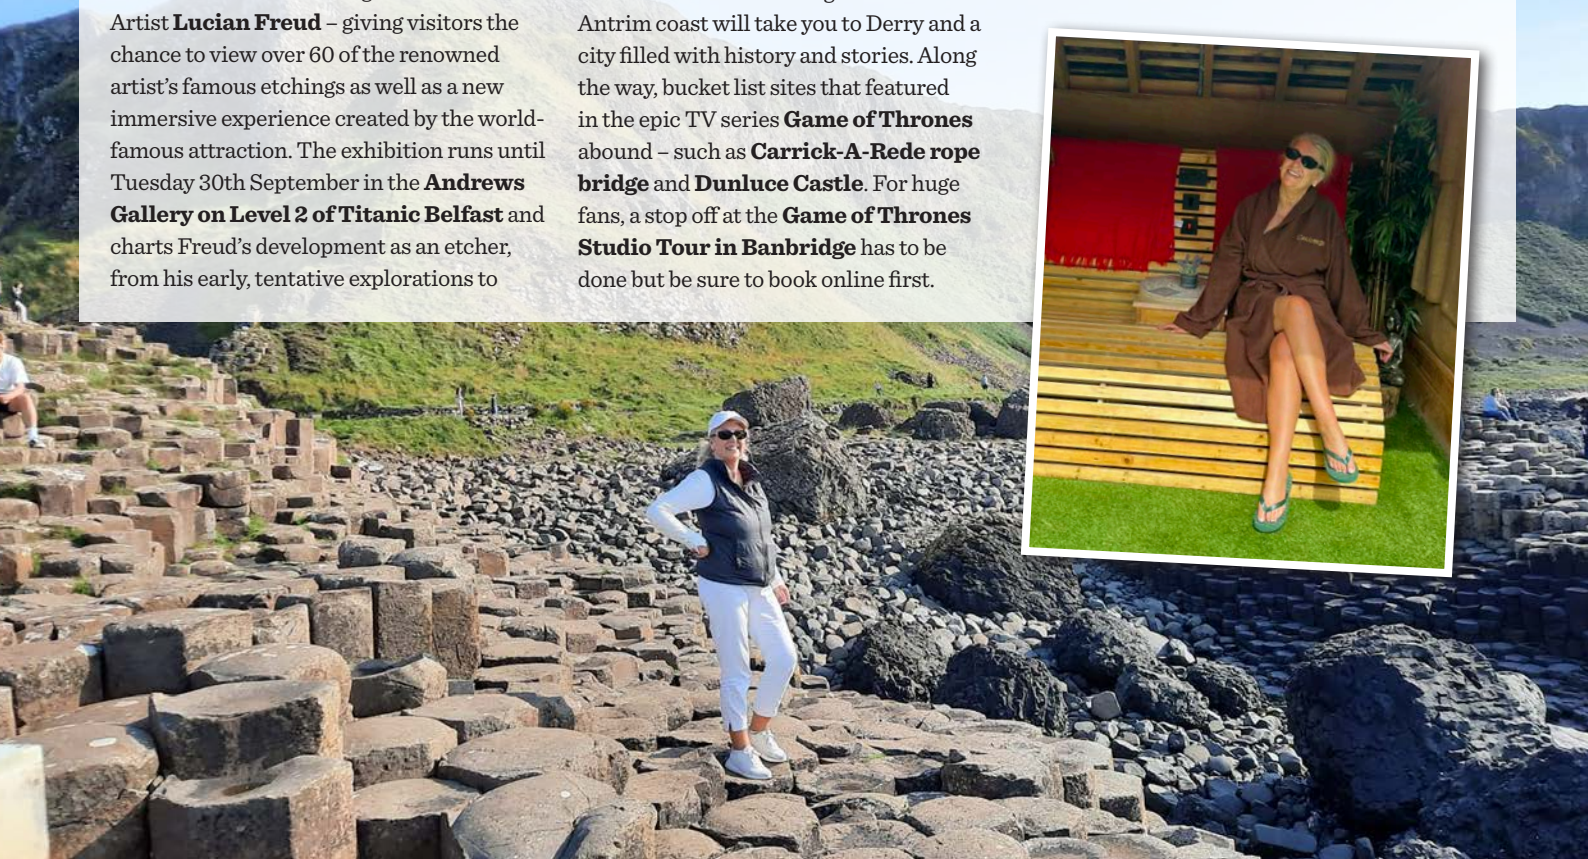 Artist Lucian Freud – giving visitors the
chance to view over 60 of the renowned
artist’s famous etchings as well as a new
immersive experience created by the world-
famous attraction. The exhibition runs until
Tuesday 30th September in the Andrews
Gallery on Level 2 of Titanic Belfast and
charts Freud’s development as an etcher,
from his early, tentative explorations to
Antrim coast will take you to Derry and a
city filled with history and stories. Along
the way, bucket list sites that featured
in the epic TV series Game of Thrones
abound – such as Carrick-A-Rede rope
bridge and Dunluce Castle. For huge
fans, a stop off at the Game of Thrones
Studio Tour in Banbridge has to be
done but be sure to book online first.